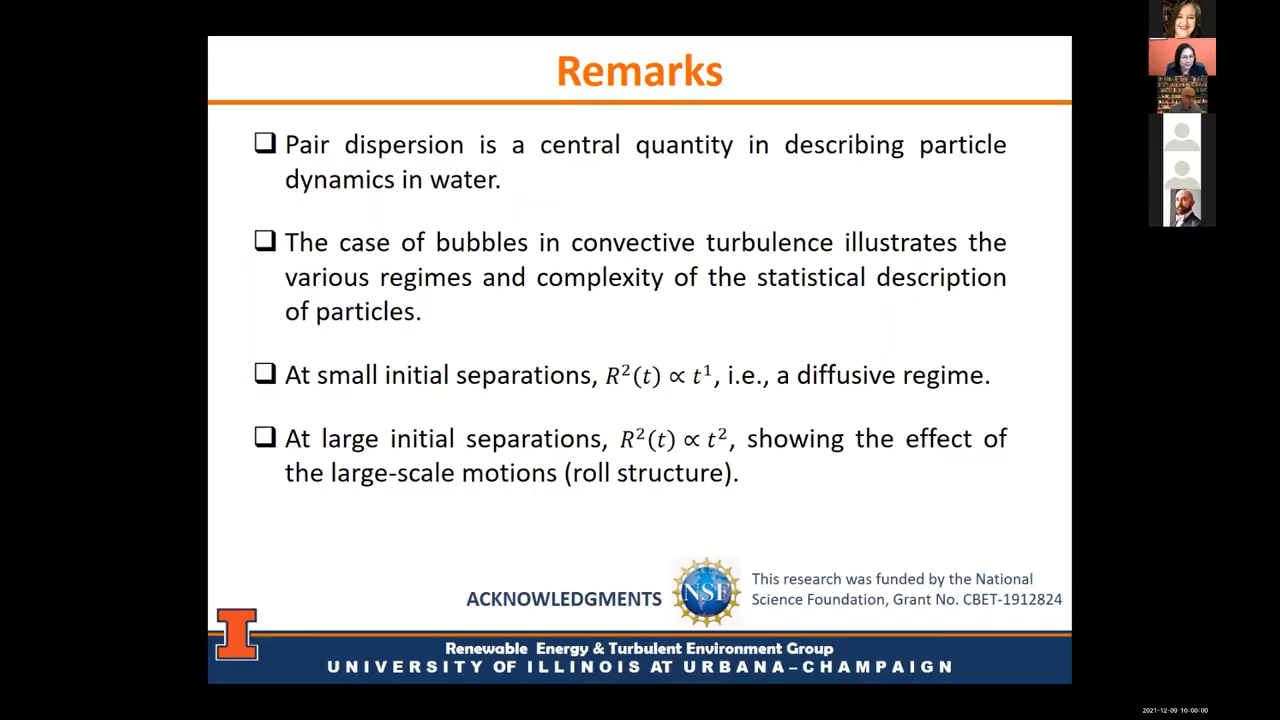 Remarks
❑ Pair dispersion is a central quantity in describing particle
dynamics in water.
❑ The case of bubbles in convective turbulence illustrates the
various regimes and complexity of the statistical description
of particles.
❑ At small initial separations, R²(t) ∝ t¹, i.e., a diffusive regime.
❑ At large initial separations, R²(t) ∝ t², showing the effect of
the large-scale motions (roll structure).
ACKNOWLEDGMENTS
NSF
This research was funded by the National
Science Foundation, Grant No. CBET-1912824
I
Renewable Energy & Turbulent Environment Group
UNIVERSITY OF ILLINOIS AT URBANA–CHAMPAIGN
2021-12-09 10:00:00